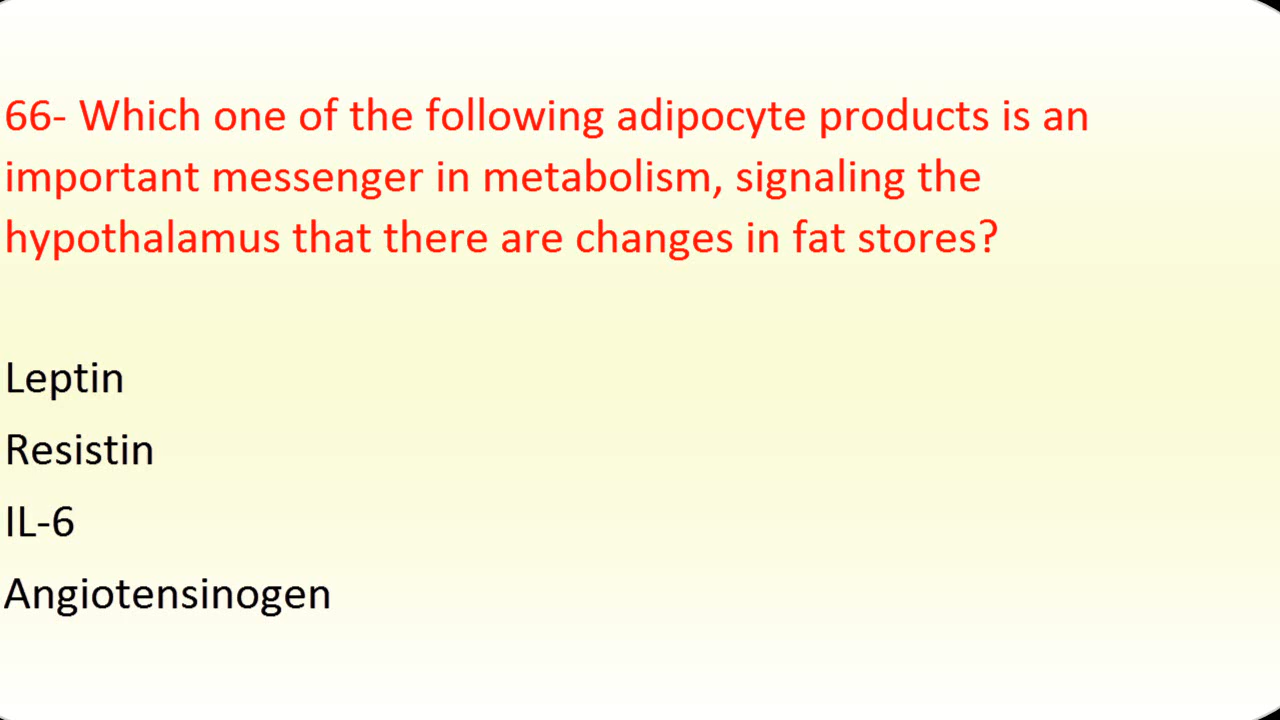 66- Which one of the following adipocyte products is an
important messenger in metabolism, signaling the
hypothalamus that there are changes in fat stores?
Leptin
Resistin
IL-6
Angiotensinogen